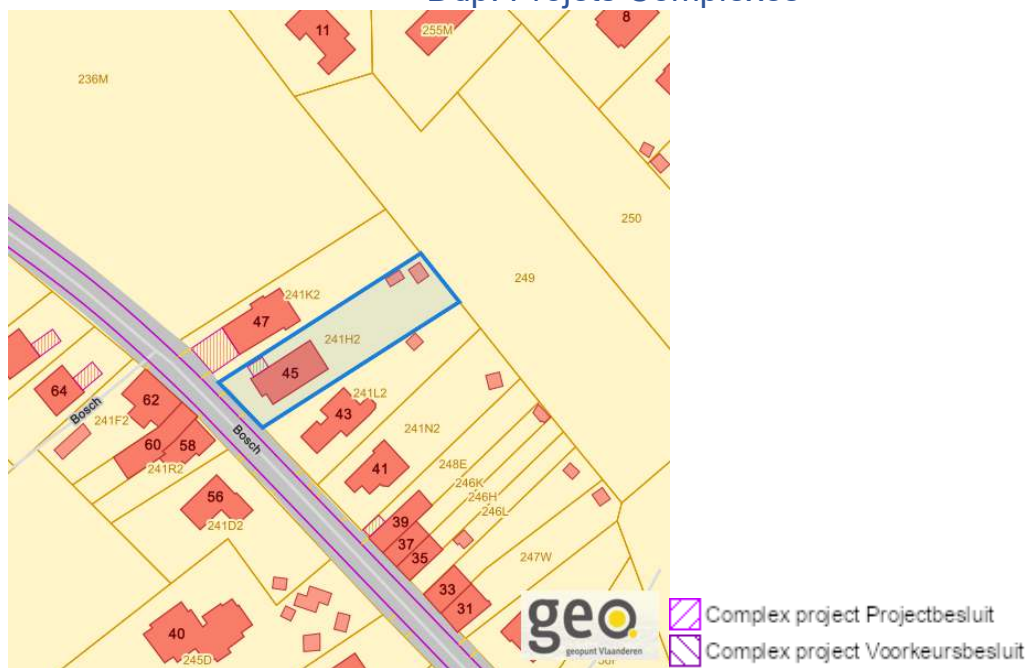 11
255M
8
236M
250
249
241K2
47
241H2
45
64
62
Bosch
241F2
241L2
43
241N2
60
58
Bosch
241R2
41
248E
246K
246H
246L
56
241D2
39
37
35
247W
33
31
40
245D
geo.
geopunt Vlaanderen
Complex project Projectbesluit
Complex project Voorkeursbesluit